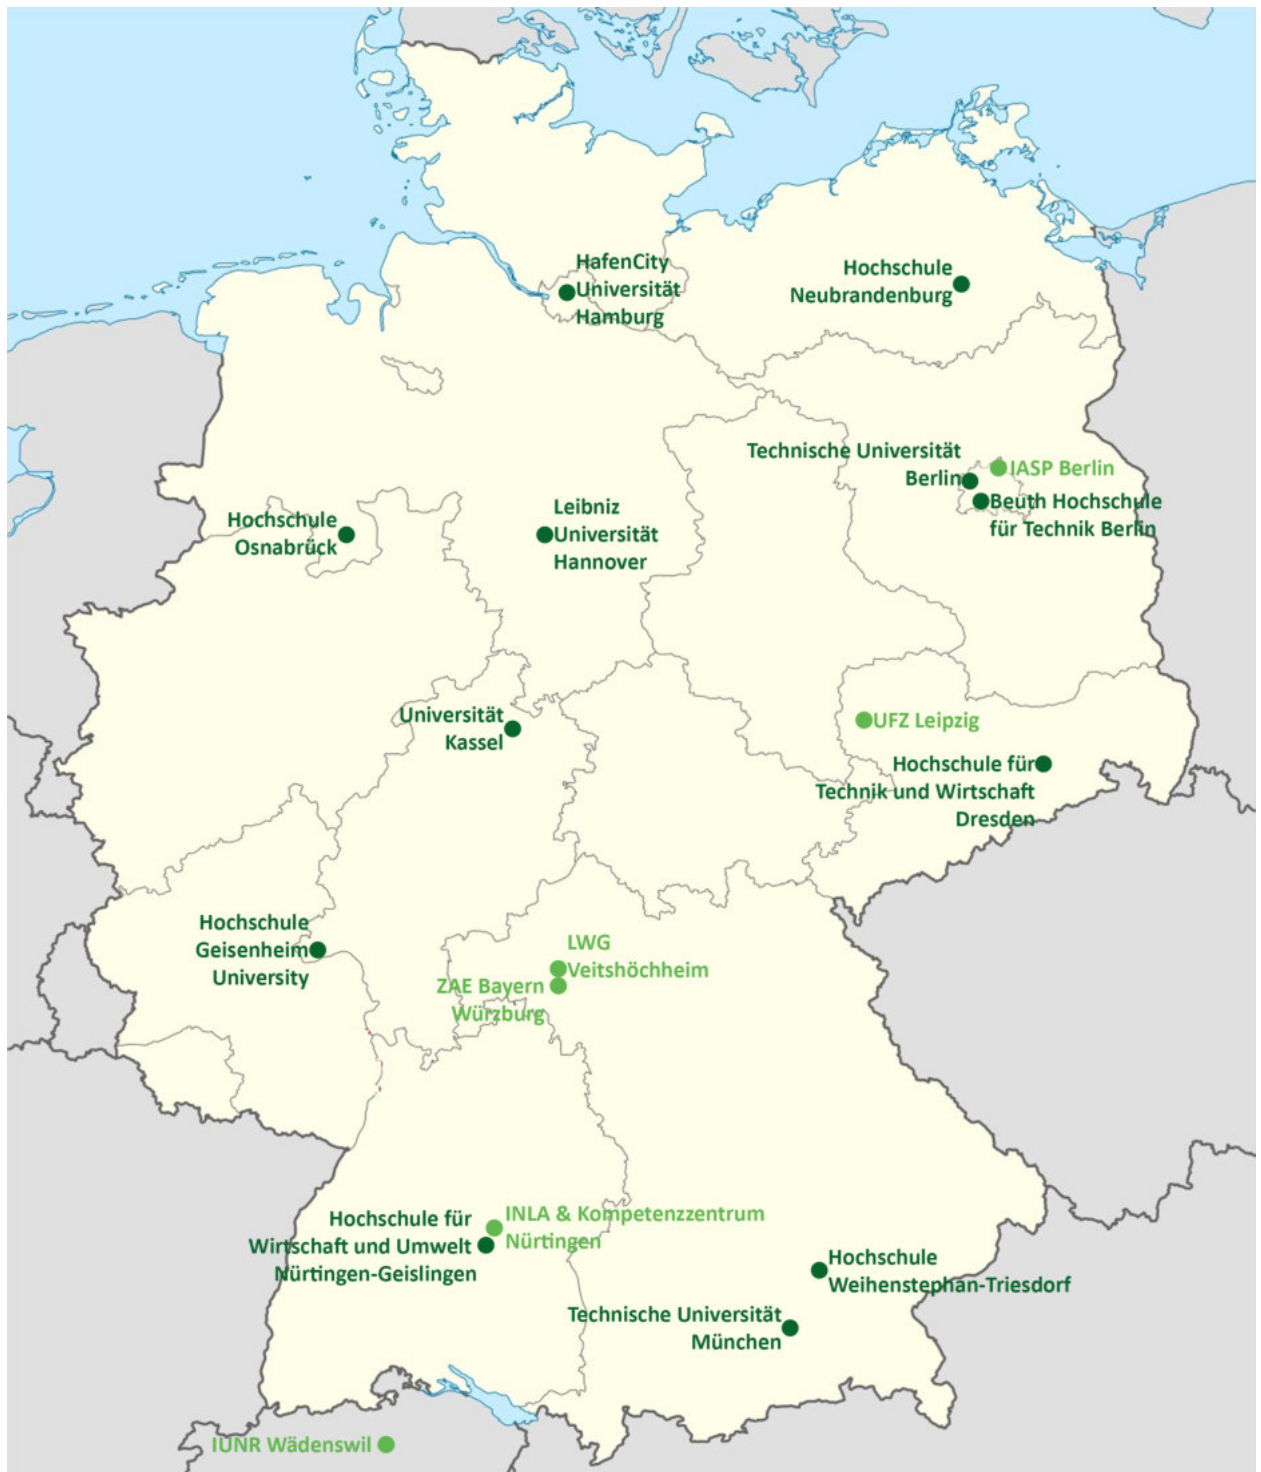 HafenCity
Universität
Hamburg
Hochschule
Neubrandenburg
Technische Universität
Berlin
IASP Berlin
Beuth Hochschule
für Technik Berlin
Hochschule
Osnabrück
Leibniz
Universität
Hannover
Universität
Kassel
UFZ Leipzig
Hochschule für
Technik und Wirtschaft
Dresden
Hochschule
Geisenheim
University
LWG
Veitshöchheim
ZAE Bayern
Würzburg
INLA & Kompetenzzentrum
Nürtingen
Hochschule für
Wirtschaft und Umwelt
Nürtingen-Geislingen
Hochschule
Weihenstephan-Triesdorf
Technische Universität
München
IUNR Wädenswil